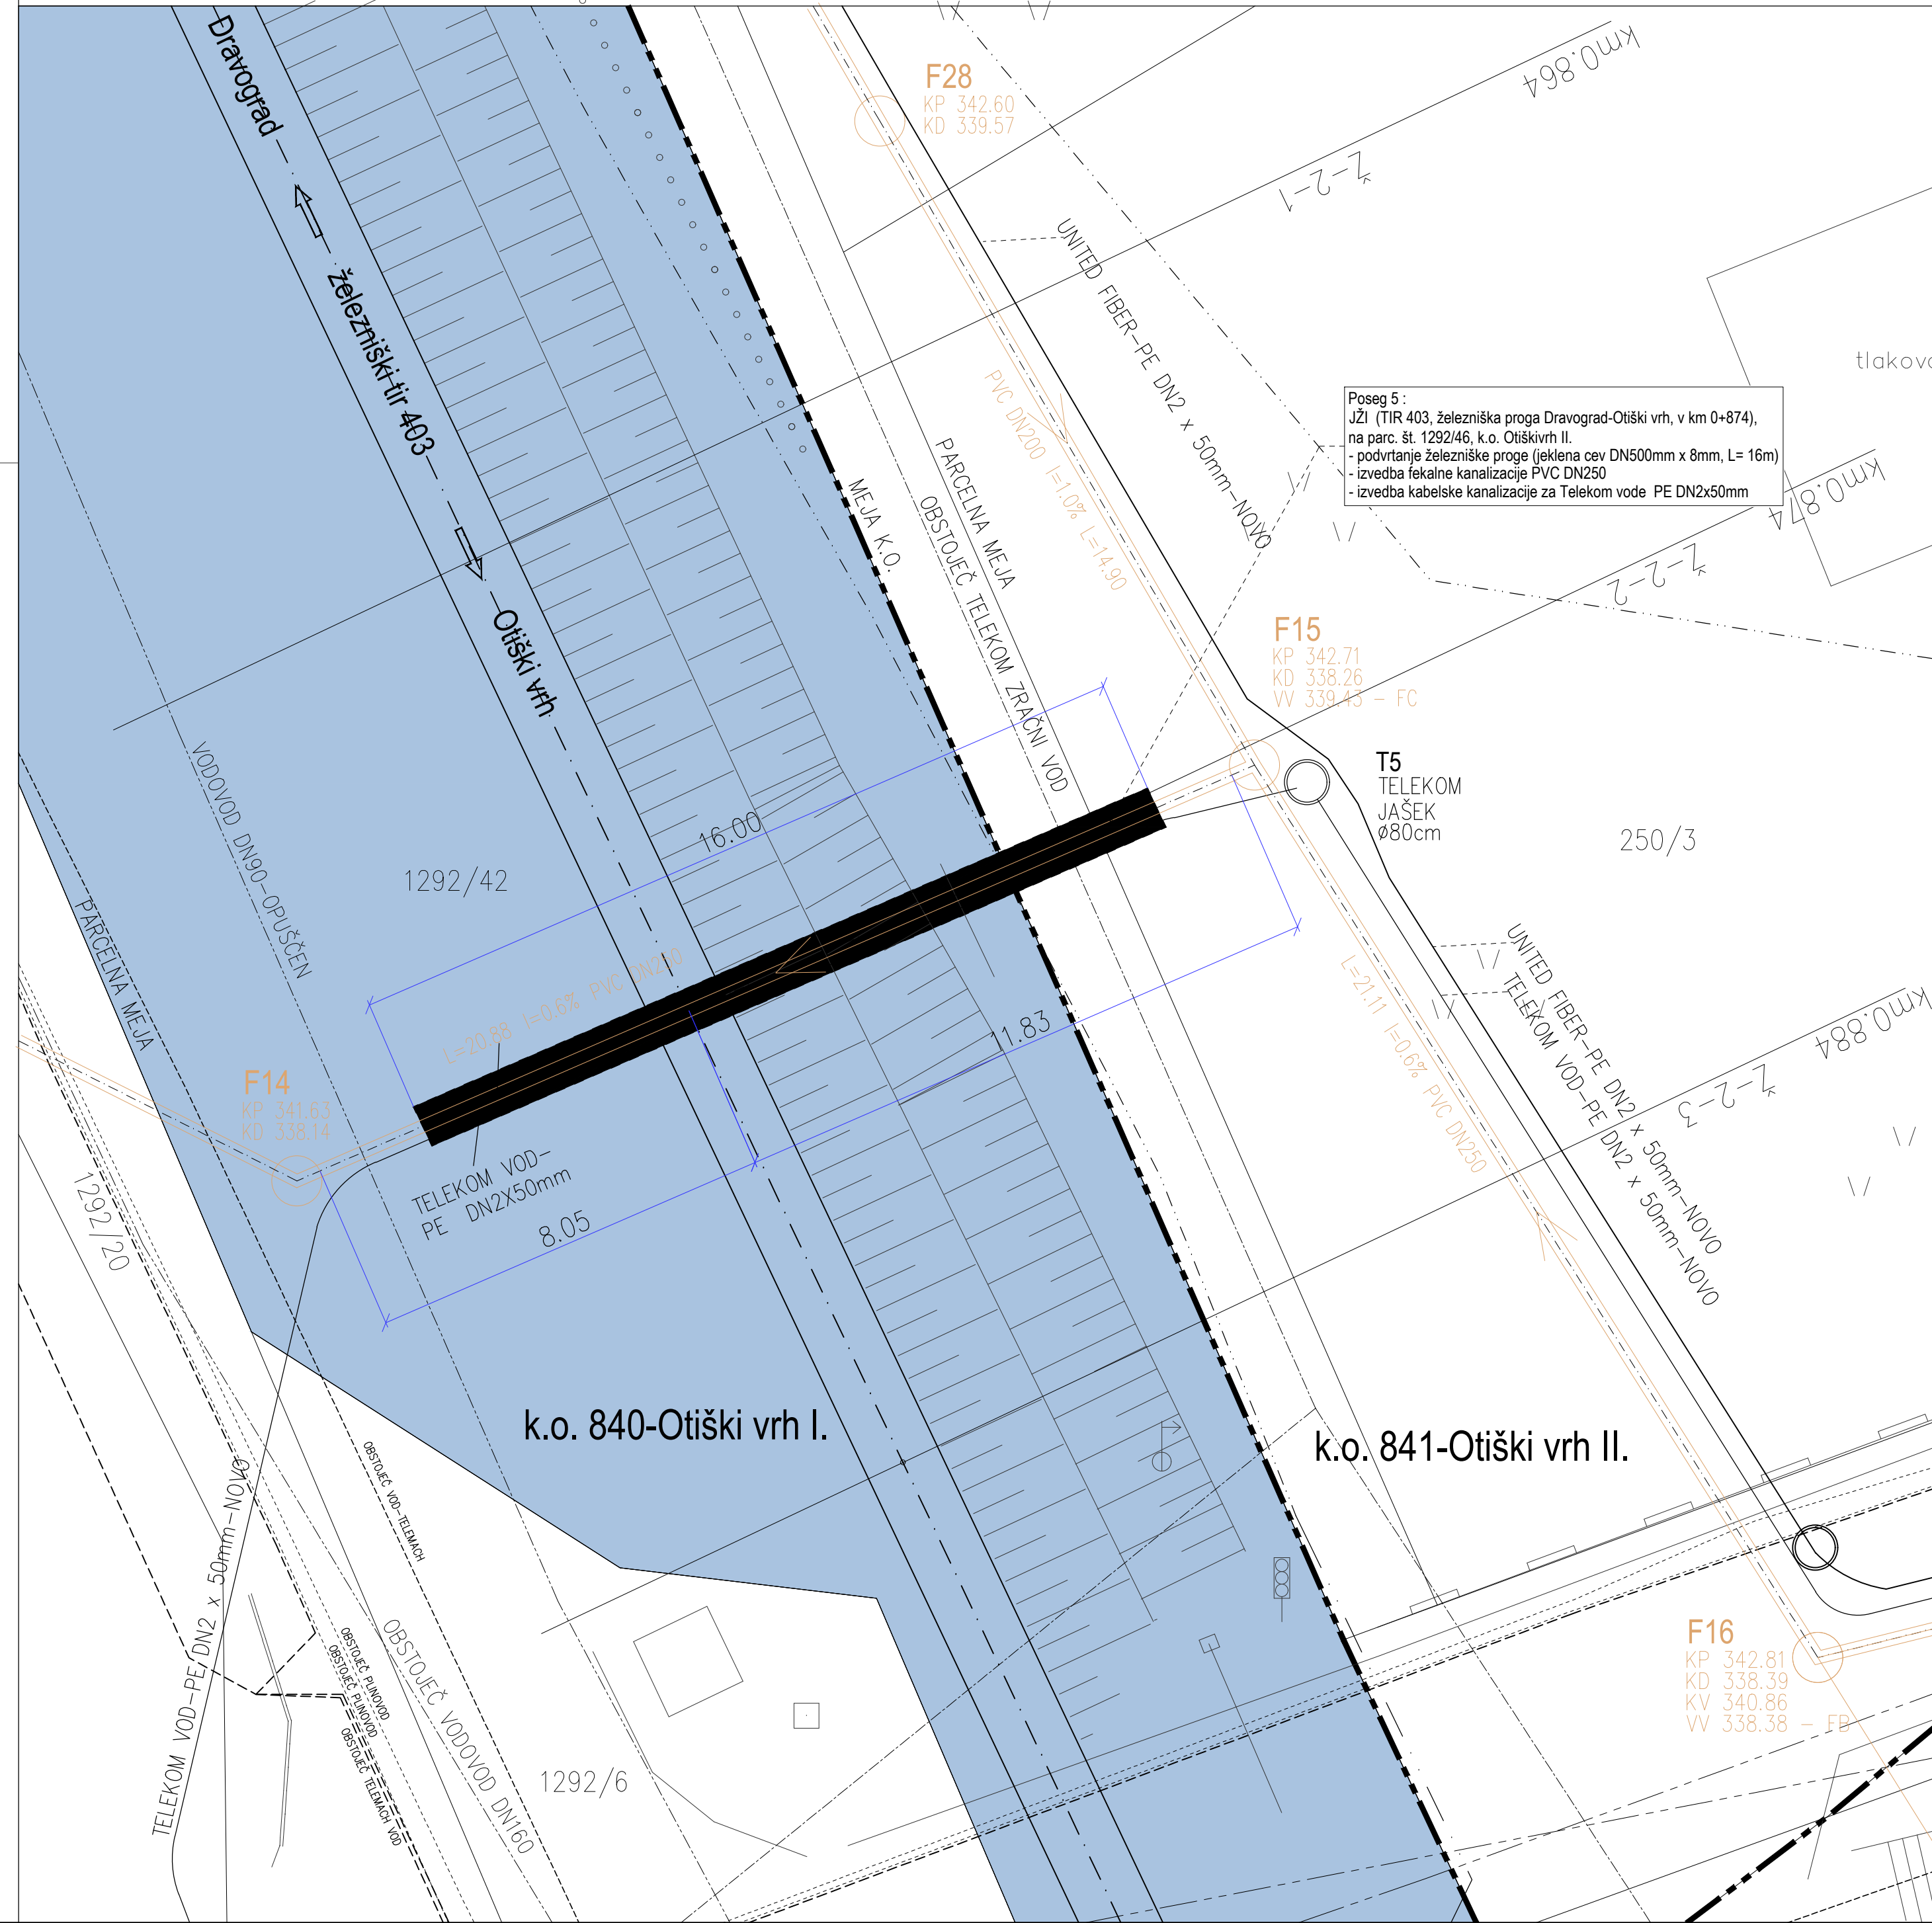 Dravograd
železniški tir 403
Otiški vrh
F28
KP 342.60
KD 339.57
km0.864
Ž-2-1
UNITED FIBER-PE DN2 x 50mm-NOVO
PVC DN200 I=1.0% L=14.90
Poseg 5 :
JŽI (TIR 403, železniška proga Dravograd-Otiški vrh, v km 0+874),
na parc. št. 1292/46, k.o. Otiškivrh II.
- podvrtanje železniške proge (jeklena cev DN500mm x 8mm, L= 16m)
- izvedba fekalne kanalizacije PVC DN250
- izvedba kabelske kanalizacije za Telekom vode PE DN2x50mm
km0.874
Ž-2-2
MEJA K.O.
PARCELNA MEJA
OBSTOJEČ TELEKOM ZRAČNI VOD
F15
KP 342.71
KD 338.26
VV 339.43 - FC
T5
TELEKOM
JAŠEK
ø80cm
250/3
VODOVOD DN90-OPUŠČEN
PARCELNA MEJA
1292/42
16.00
L=20.88 I=0.6% PVC DN250
11.83
8.05
F14
KP 341.63
KD 338.14
TELEKOM VOD-
PE DN2X50mm
L=21.11 I=0.6% PVC DN250
UNITED FIBER-PE DN2 x 50mm-NOVO
TELEKOM VOD-PE DN2 x 50mm-NOVO
km0.884
Ž-2-3
1292/20
k.o. 840-Otiški vrh I.
k.o. 841-Otiški vrh II.
OBSTOJEČ VOD-TELEMACH
TELEKOM VOD-PE DN2 x 50mm-NOVO
OBSTOJEČ PLINOVOD
OBSTOJEČ PLINOVOD
OBSTOJEČ TELEMACH VOD
OBSTOJEČ VODOVOD DN160
1292/6
F16
KP 342.81
KD 338.39
KV 340.86
VV 338.38 - FB